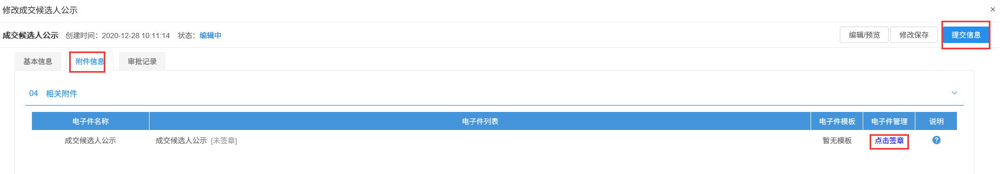 修改成交候选人公示 ×
成交候选人公示 创建时间：2020-12-28 10:11:14 状态：编辑中 编辑/预览 修改保存 提交信息
基本信息 附件信息 审批记录
04 相关附件
电子件名称 电子件列表 电子件模板 电子件管理 说明
成交候选人公示 成交候选人公示 [未签章] 暂无模板 点击签章 ?